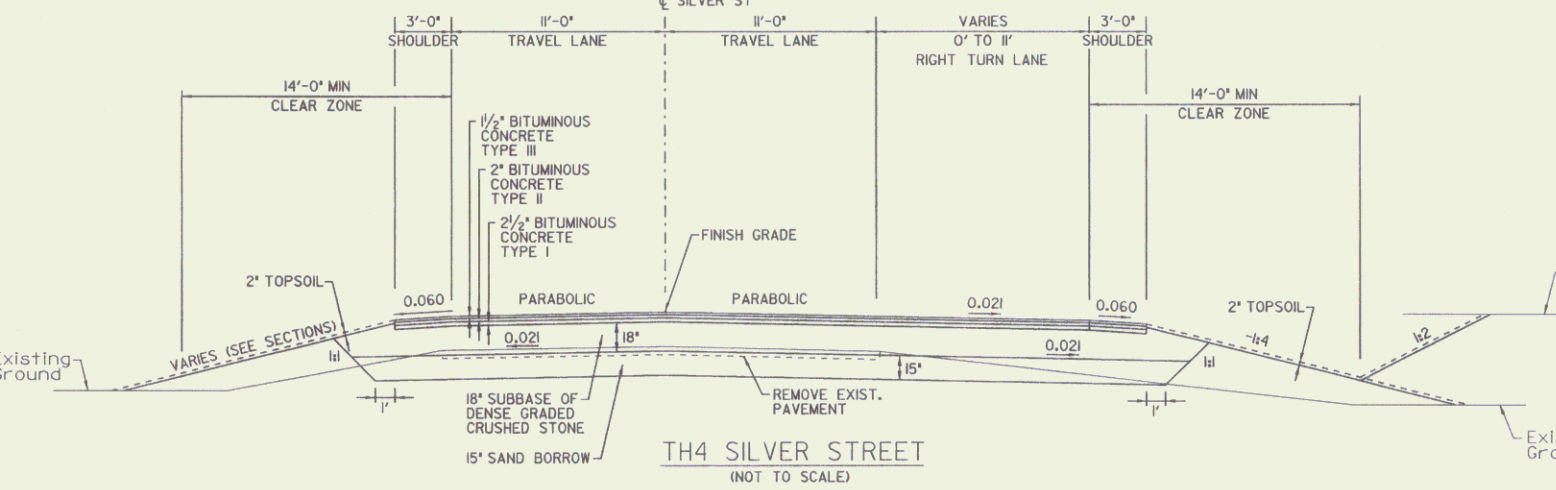 ℄ SILVER ST
3'-0" 11'-0" 11'-0" VARIES 3'-0"
SHOULDER TRAVEL LANE TRAVEL LANE 0' TO 11' SHOULDER
RIGHT TURN LANE
14'-0" MIN
CLEAR ZONE
14'-0" MIN
CLEAR ZONE
1½" BITUMINOUS
CONCRETE
TYPE III
2" BITUMINOUS
CONCRETE
TYPE II
2½" BITUMINOUS
CONCRETE
TYPE I
FINISH GRADE
2" TOPSOIL
0.060 PARABOLIC PARABOLIC 0.021 0.060
2" TOPSOIL
VARIES (SEE SECTIONS)
1:1
0.021
18"
0.021
1:1
~1:4
1:2
15"
Existing
Ground
1'
18" SUBBASE OF
DENSE GRADED
CRUSHED STONE
15" SAND BORROW
REMOVE EXIST.
PAVEMENT
1'
TH4 SILVER STREET
(NOT TO SCALE)
Exis
Gro